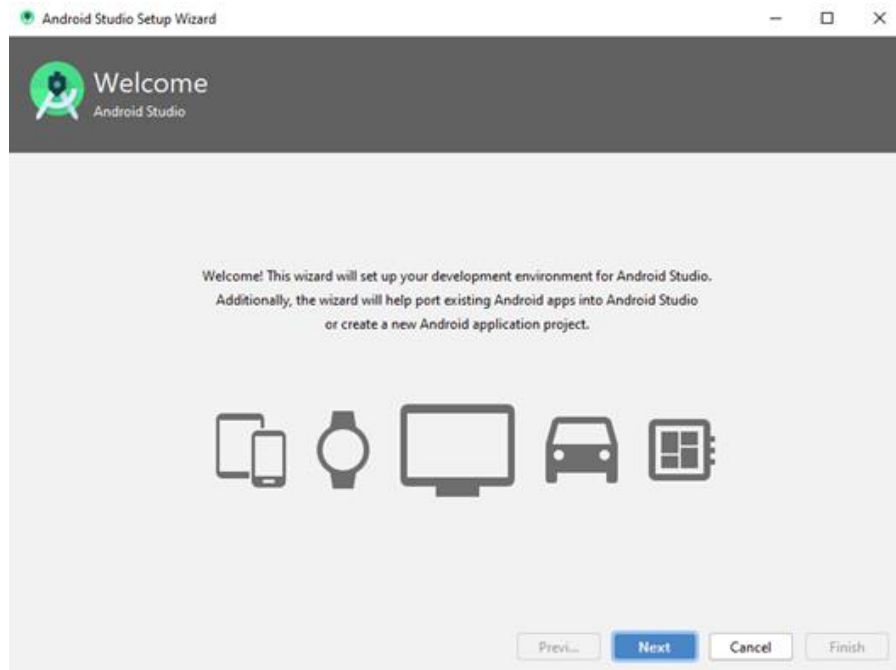 Android Studio Setup Wizard
Welcome
Android Studio
Welcome! This wizard will set up your development environment for Android Studio.
Additionally, the wizard will help port existing Android apps into Android Studio
or create a new Android application project.
Previ...
Next
Cancel
Finish